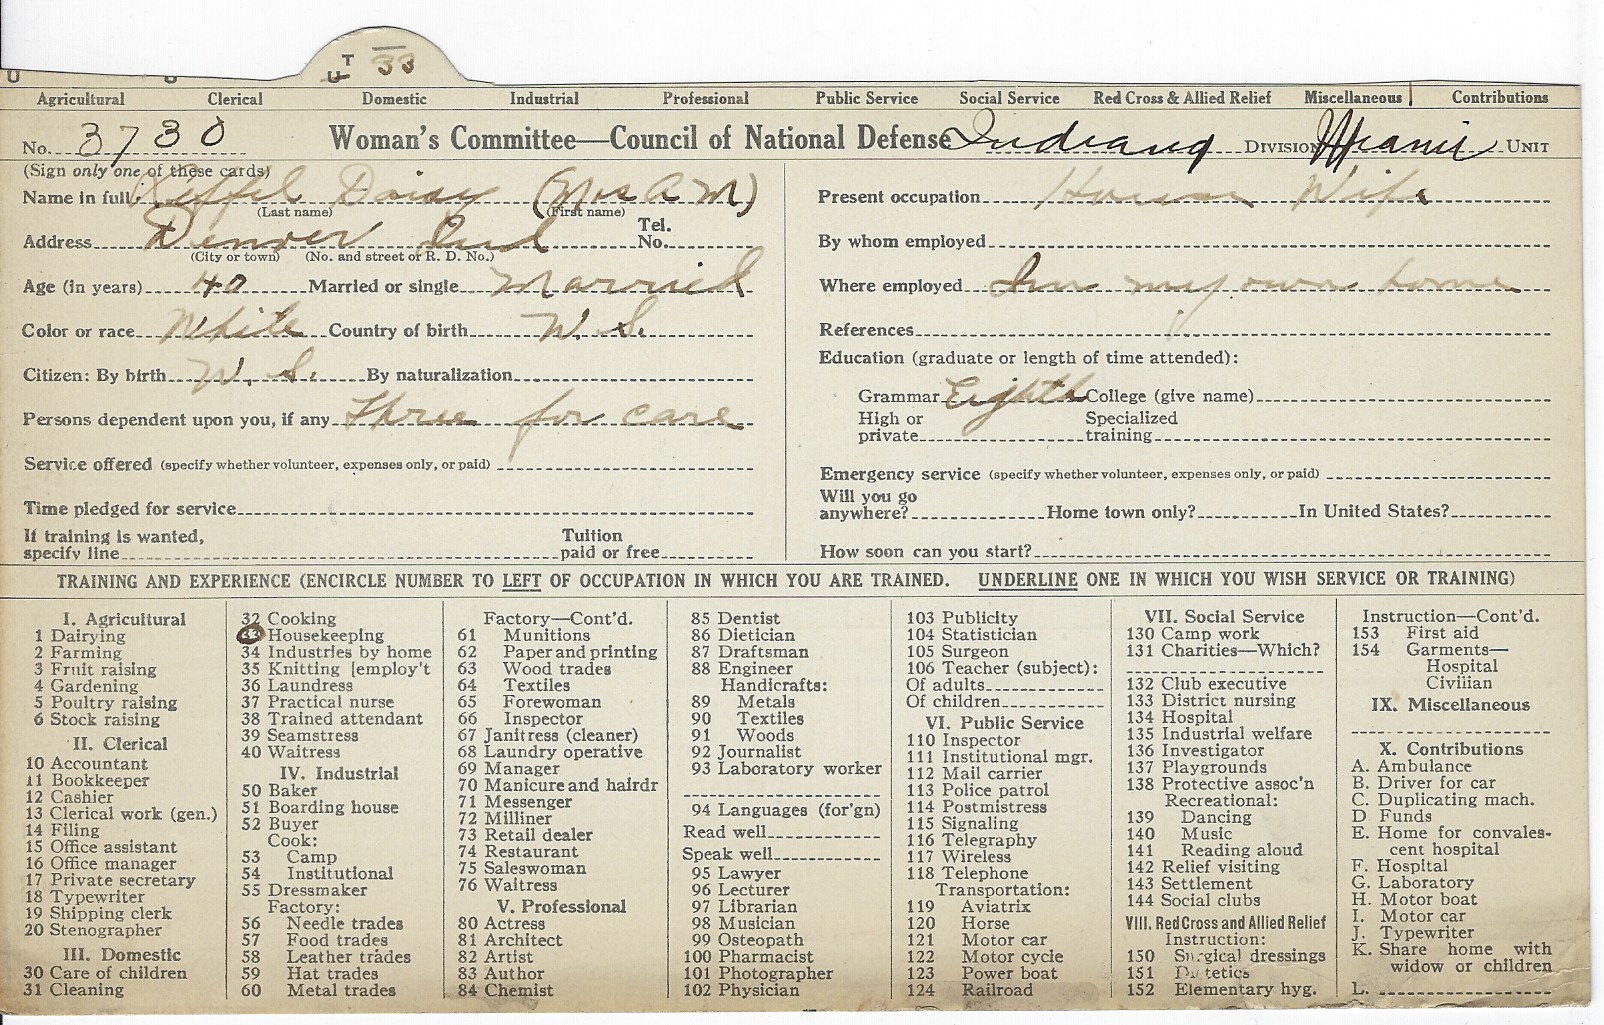 33
Agricultural Clerical Domestic Industrial Professional Public Service Social Service Red Cross & Allied Relief Miscellaneous Contributions
No. 3730 Woman's Committee—Council of National Defense Indiana DIVISION Miami UNIT
(Sign only one of these cards)
Name in full Daisy (Mrs A M)
(Last name) (First name)
Address Denver Ind Tel. No.
(City or town) (No. and street or R. D. No.)
Age (in years) 40 Married or single Married
Color or race White Country of birth U. S.
Citizen: By birth U. S. By naturalization
Persons dependent upon you, if any Three for care
Service offered (specify whether volunteer, expenses only, or paid)
Time pledged for service
If training is wanted, specify line Tuition paid or free
Present occupation House Wife
By whom employed
Where employed In my own home
References
Education (graduate or length of time attended):
Grammar Eighth College (give name)
High or private Specialized training
Emergency service (specify whether volunteer, expenses only, or paid)
Will you go anywhere? Home town only? In United States?
How soon can you start?
TRAINING AND EXPERIENCE (ENCIRCLE NUMBER TO LEFT OF OCCUPATION IN WHICH YOU ARE TRAINED. UNDERLINE ONE IN WHICH YOU WISH SERVICE OR TRAINING)
I. Agricultural
1 Dairying
2 Farming
3 Fruit raising
4 Gardening
5 Poultry raising
6 Stock raising
II. Clerical
10 Accountant
11 Bookkeeper
12 Cashier
13 Clerical work (gen.)
14 Filing
15 Office assistant
16 Office manager
17 Private secretary
18 Typewriter
19 Shipping clerk
20 Stenographer
III. Domestic
30 Care of children
31 Cleaning
32 Cooking
33 Housekeeping
34 Industries by home
35 Knitting [employ't
36 Laundress
37 Practical nurse
38 Trained attendant
39 Seamstress
40 Waitress
IV. Industrial
50 Baker
51 Boarding house
52 Buyer
Cook:
53 Camp
54 Institutional
55 Dressmaker
Factory:
56 Needle trades
57 Food trades
58 Leather trades
59 Hat trades
60 Metal trades
Factory—Cont'd.
61 Munitions
62 Paper and printing
63 Wood trades
64 Textiles
65 Forewoman
66 Inspector
67 Janitress (cleaner)
68 Laundry operative
69 Manager
70 Manicure and hairdr
71 Messenger
72 Milliner
73 Retail dealer
74 Restaurant
75 Saleswoman
76 Waitress
V. Professional
80 Actress
81 Architect
82 Artist
83 Author
84 Chemist
85 Dentist
86 Dietician
87 Draftsman
88 Engineer
Handicrafts:
89 Metals
90 Textiles
91 Woods
92 Journalist
93 Laboratory worker
94 Languages (for'gn)
Read well
Speak well
95 Lawyer
96 Lecturer
97 Librarian
98 Musician
99 Osteopath
100 Pharmacist
101 Photographer
102 Physician
103 Publicity
104 Statistician
105 Surgeon
106 Teacher (subject):
Of adults
Of children
VI. Public Service
110 Inspector
111 Institutional mgr.
112 Mail carrier
113 Police patrol
114 Postmistress
115 Signaling
116 Telegraphy
117 Wireless
118 Telephone
Transportation:
119 Aviatrix
120 Horse
121 Motor car
122 Motor cycle
123 Power boat
124 Railroad
VII. Social Service
130 Camp work
131 Charities—Which?
132 Club executive
133 District nursing
134 Hospital
135 Industrial welfare
136 Investigator
137 Playgrounds
138 Protective assoc'n
Recreational:
139 Dancing
140 Music
141 Reading aloud
142 Relief visiting
143 Settlement
144 Social clubs
VIII. Red Cross and Allied Relief
Instruction:
150 Surgical dressings
151 Dietetics
152 Elementary hyg.
Instruction—Cont'd.
153 First aid
154 Garments—
Hospital
Civilian
IX. Miscellaneous
X. Contributions
A. Ambulance
B. Driver for car
C. Duplicating mach.
D Funds
E. Home for convales-
cent hospital
F. Hospital
G. Laboratory
H. Motor boat
I. Motor car
J. Typewriter
K. Share home with
widow or children
L.